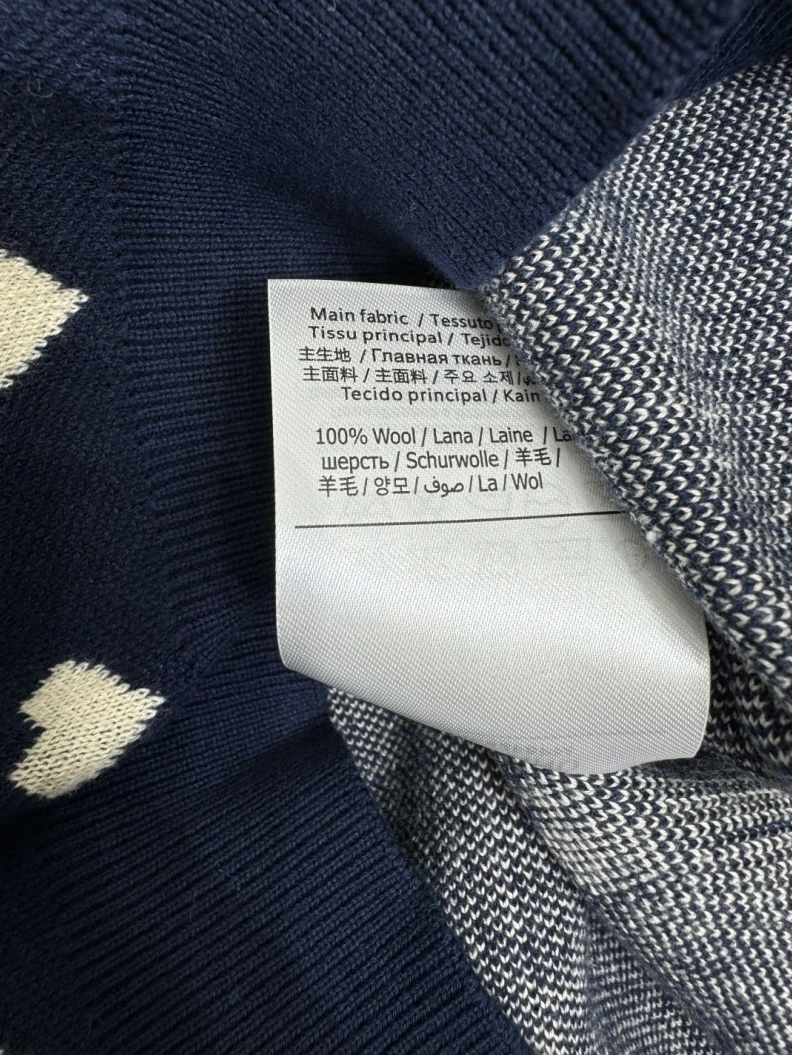 Main fabric / Tessuto
Tissu principal / Tejido
主生地 / Главная ткань /
主面料 / 主面料 / 주요 소제 /
Tecido principal / Kain
100% Wool / Lana / Laine / La
шерсть / Schurwolle / 羊毛 /
羊毛 / 양모 / صوف / La / Wol